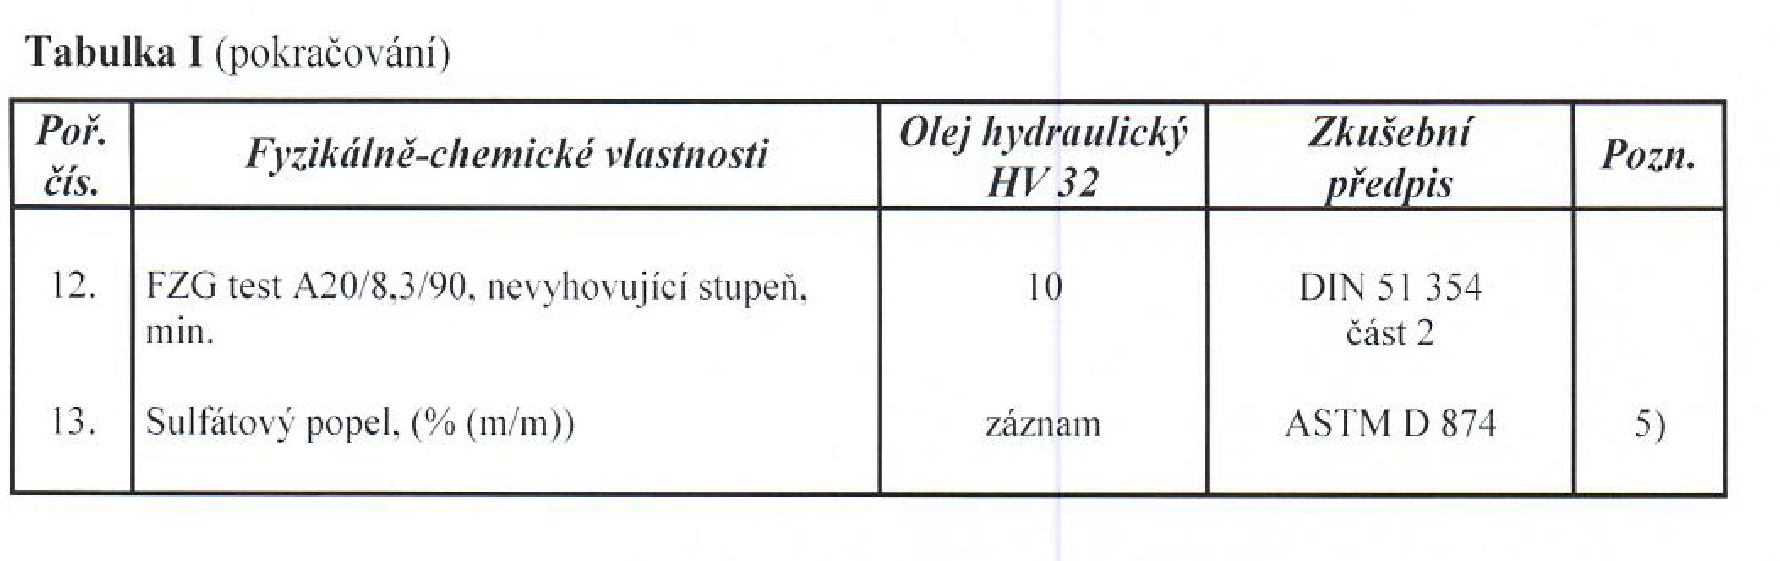 Tabulka I (pokračování)
Poř. čís. Fyzikálně-chemické vlastnosti Olej hydraulický HV 32 Zkušební předpis Pozn.
12. FZG test A20/8,3/90, nevyhovující stupeň, min. 10 DIN 51 354 část 2
13. Sulfátový popel, (% (m/m)) záznam ASTM D 874 5)